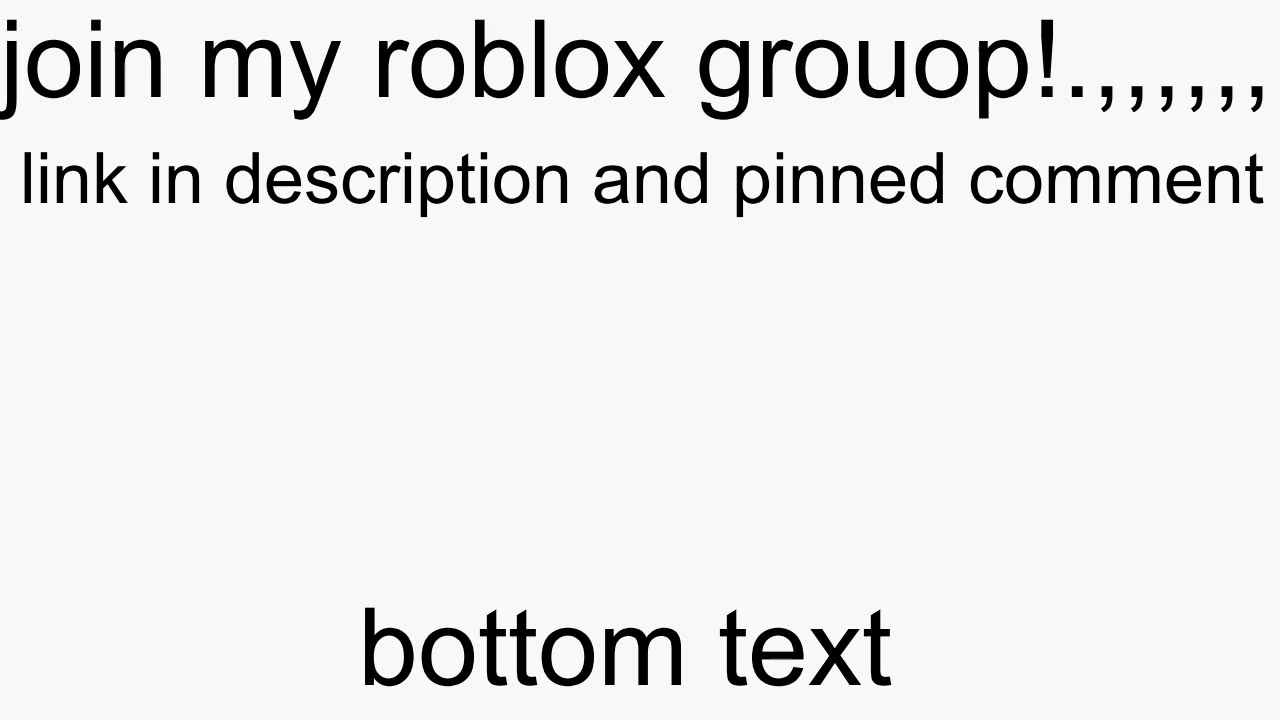 join my roblox grouop!.,,,,,,
link in description and pinned comment
bottom text